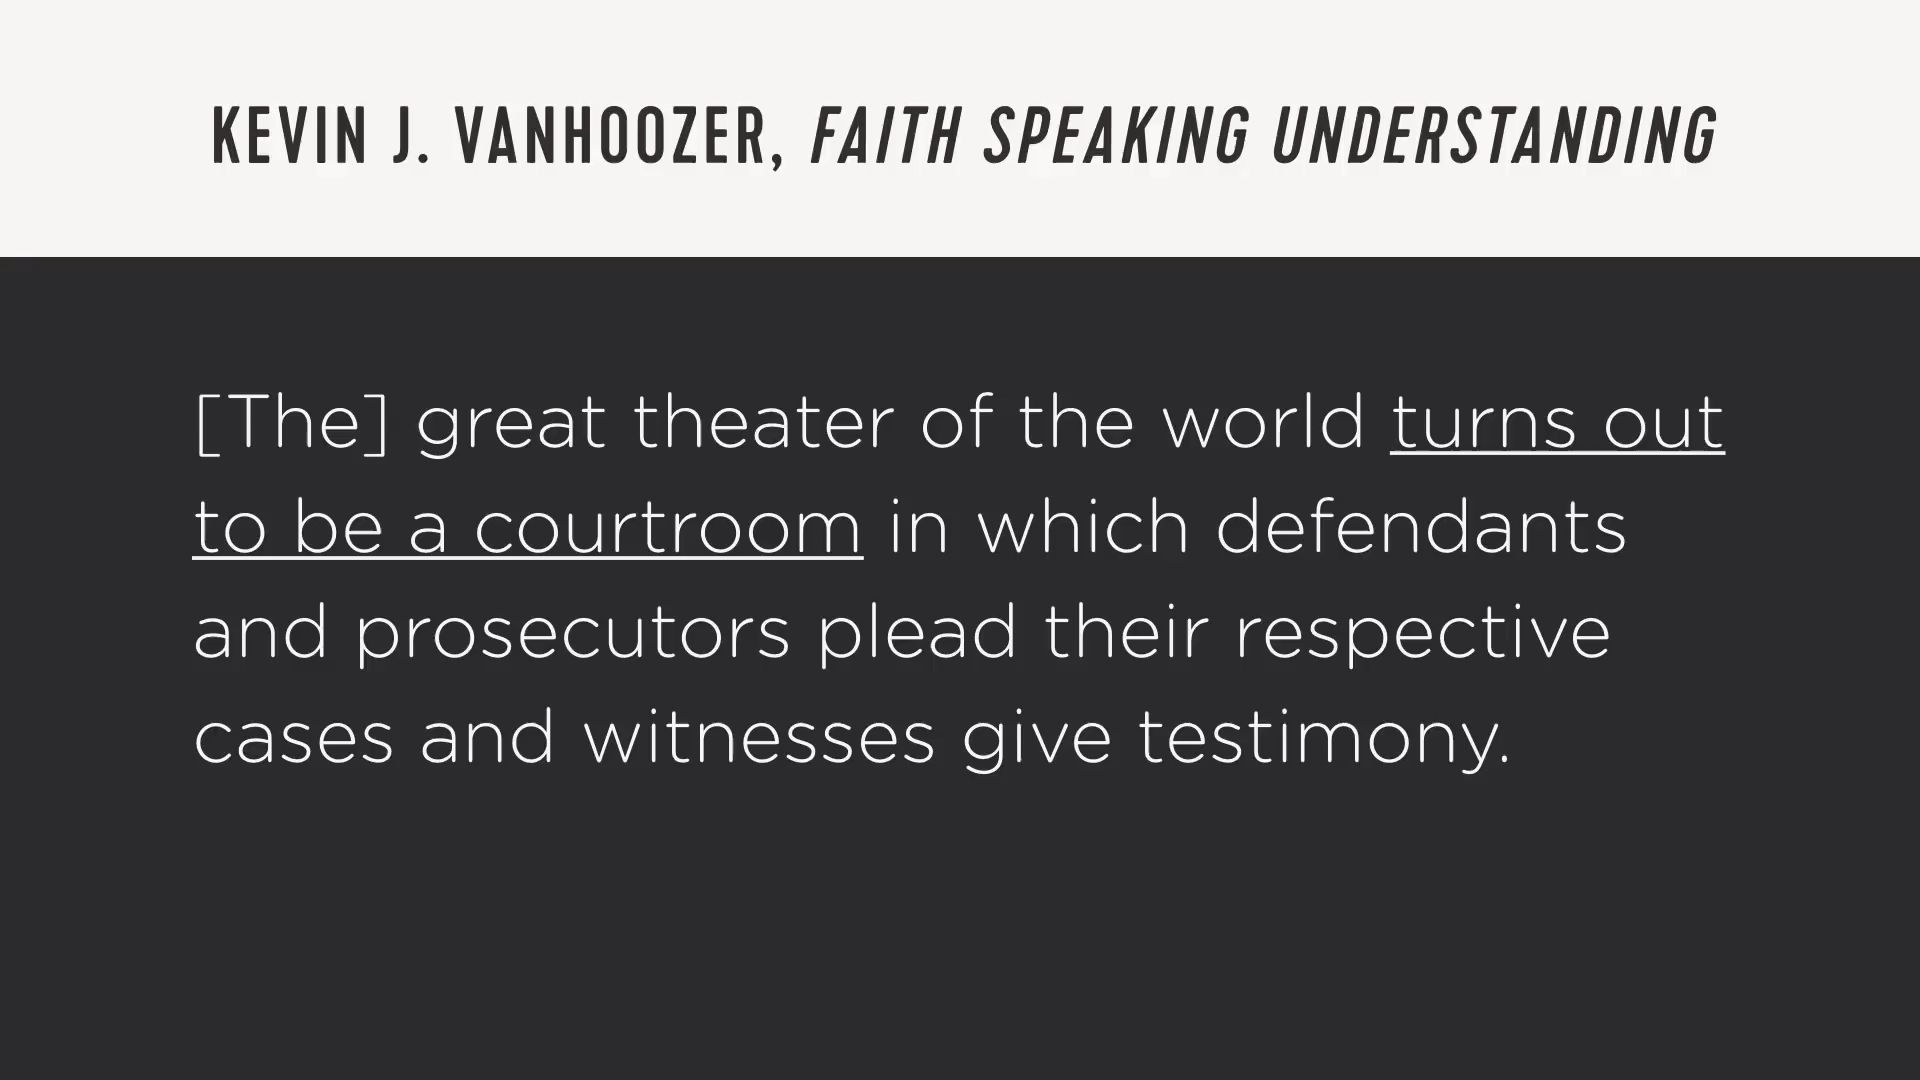 KEVIN J. VANHOOZER, FAITH SPEAKING UNDERSTANDING
[The] great theater of the world turns out
to be a courtroom in which defendants
and prosecutors plead their respective
cases and witnesses give testimony.